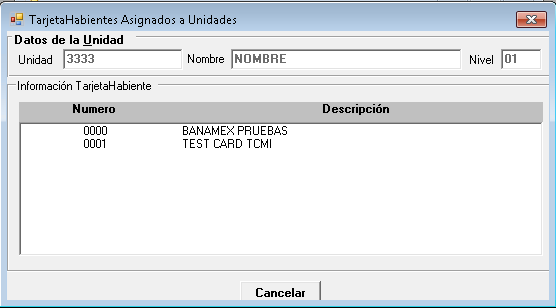 TarjetaHabientes Asignados a Unidades
Datos de la Unidad
Unidad 3333 Nombre NOMBRE Nivel 01
Información TarjetaHabiente
Numero Descripción
0000 BANAMEX PRUEBAS
0001 TEST CARD TCMI
Cancelar